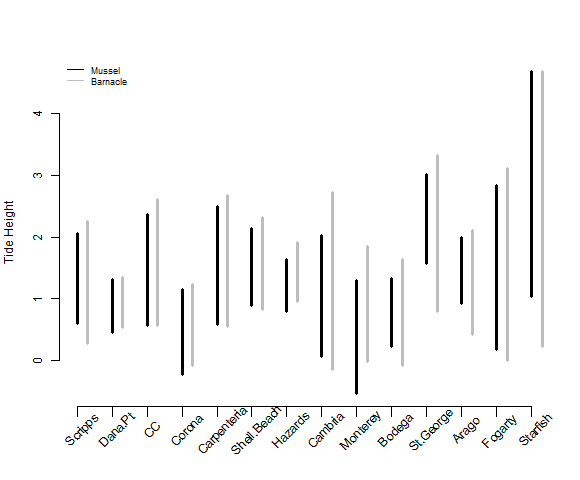 Mussel
Barnacle
Tide Height
4
3
2
1
0
Scripps
Dana.Pt
CC
Corona
Carpenteria
Shell.Beach
Hazards
Cambria
Monterey
Bodega
St.George
Arago
Fogarty
Starfish